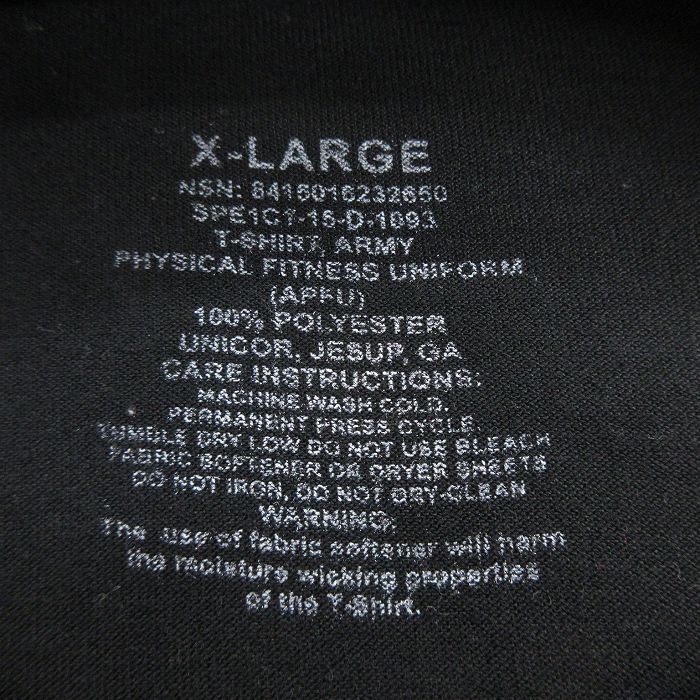 X-LARGE
NSN: 8415016232650
SPE1C1-15-D-1093
T-SHIRT, ARMY
PHYSICAL FITNESS UNIFORM
(APFU)
100% POLYESTER
UNICOR, JESUP, GA
CARE INSTRUCTIONS:
MACHINE WASH COLD.
PERMANENT PRESS CYCLE.
TUMBLE DRY LOW DO NOT USE BLEACH
FABRIC SOFTENER OR DRYER SHEETS
DO NOT IRON, DO NOT DRY-CLEAN
WARNING:
The use of fabric softener will harm
the moisture wicking properties
of the T-Shirt.